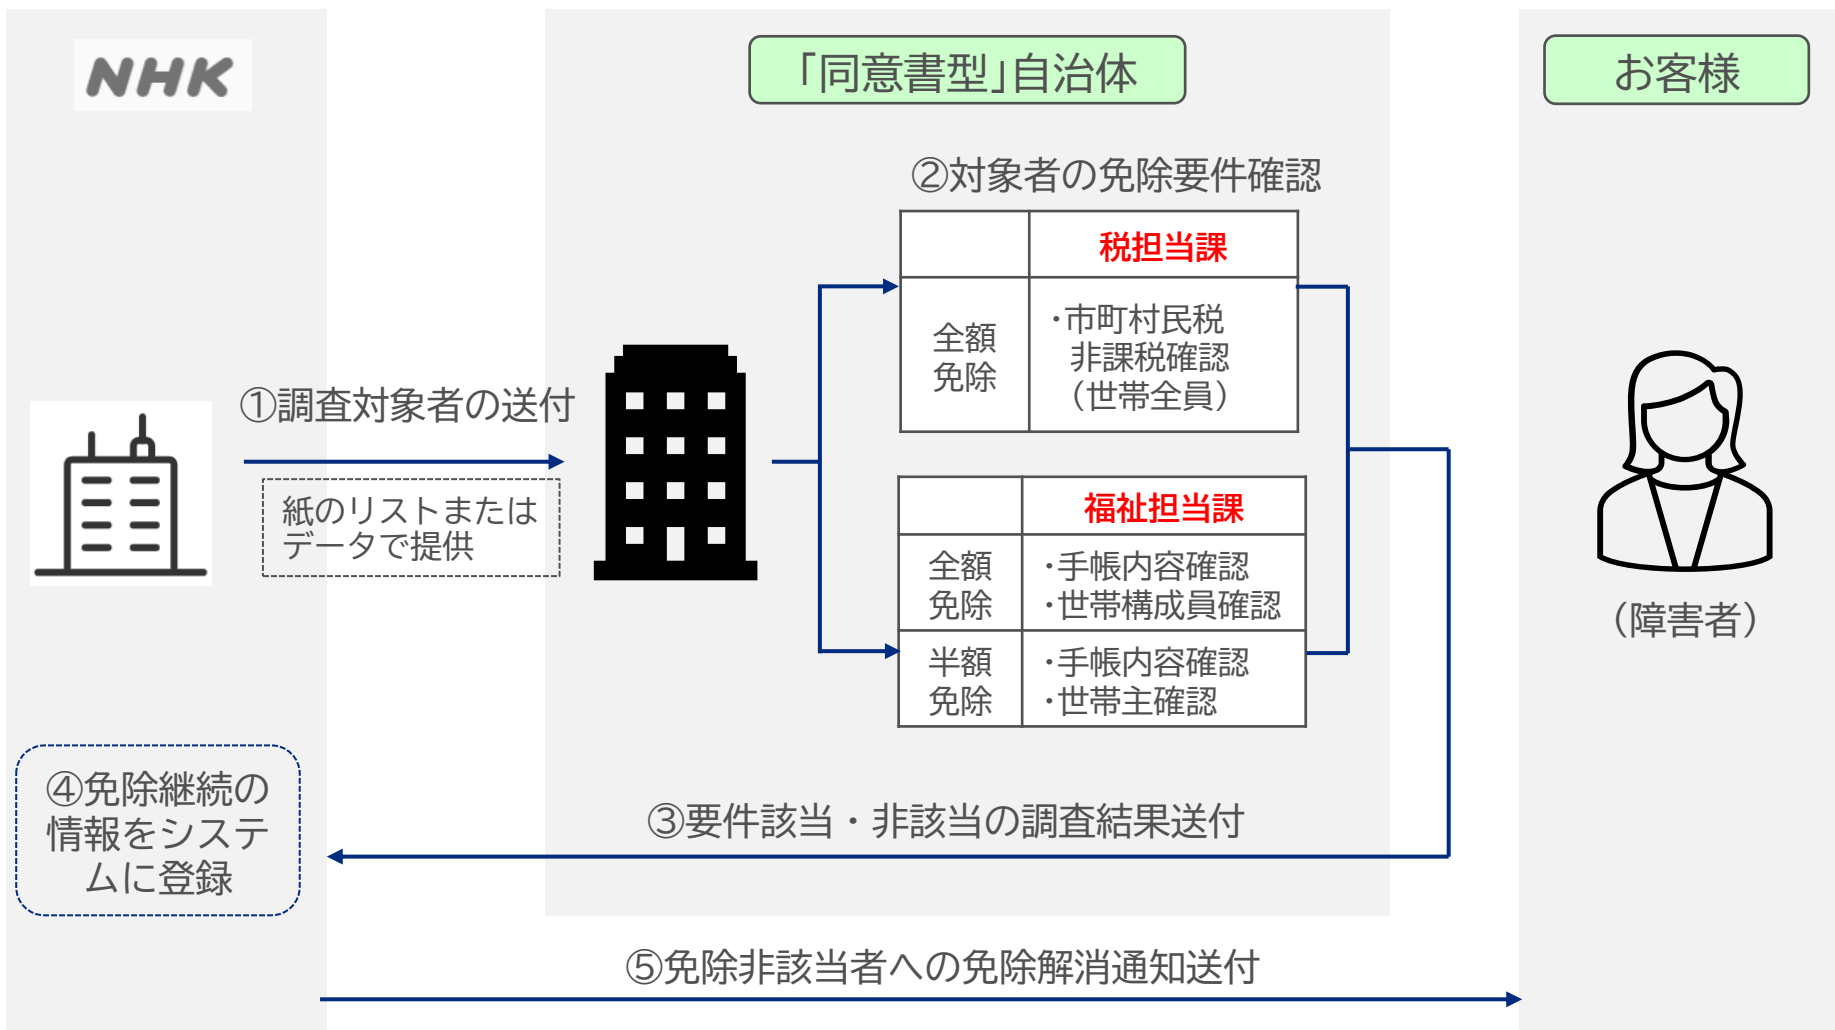 NHK
「同意書型」自治体
お客様
②対象者の免除要件確認
税担当課
全額
免除
・市町村民税
非課税確認
（世帯全員）
①調査対象者の送付
紙のリストまたは
データで提供
福祉担当課
全額
免除
・手帳内容確認
・世帯構成員確認
半額
免除
・手帳内容確認
・世帯主確認
（障害者）
④免除継続の
情報をシステ
ムに登録
③要件該当・非該当の調査結果送付
⑤免除非該当者への免除解消通知送付